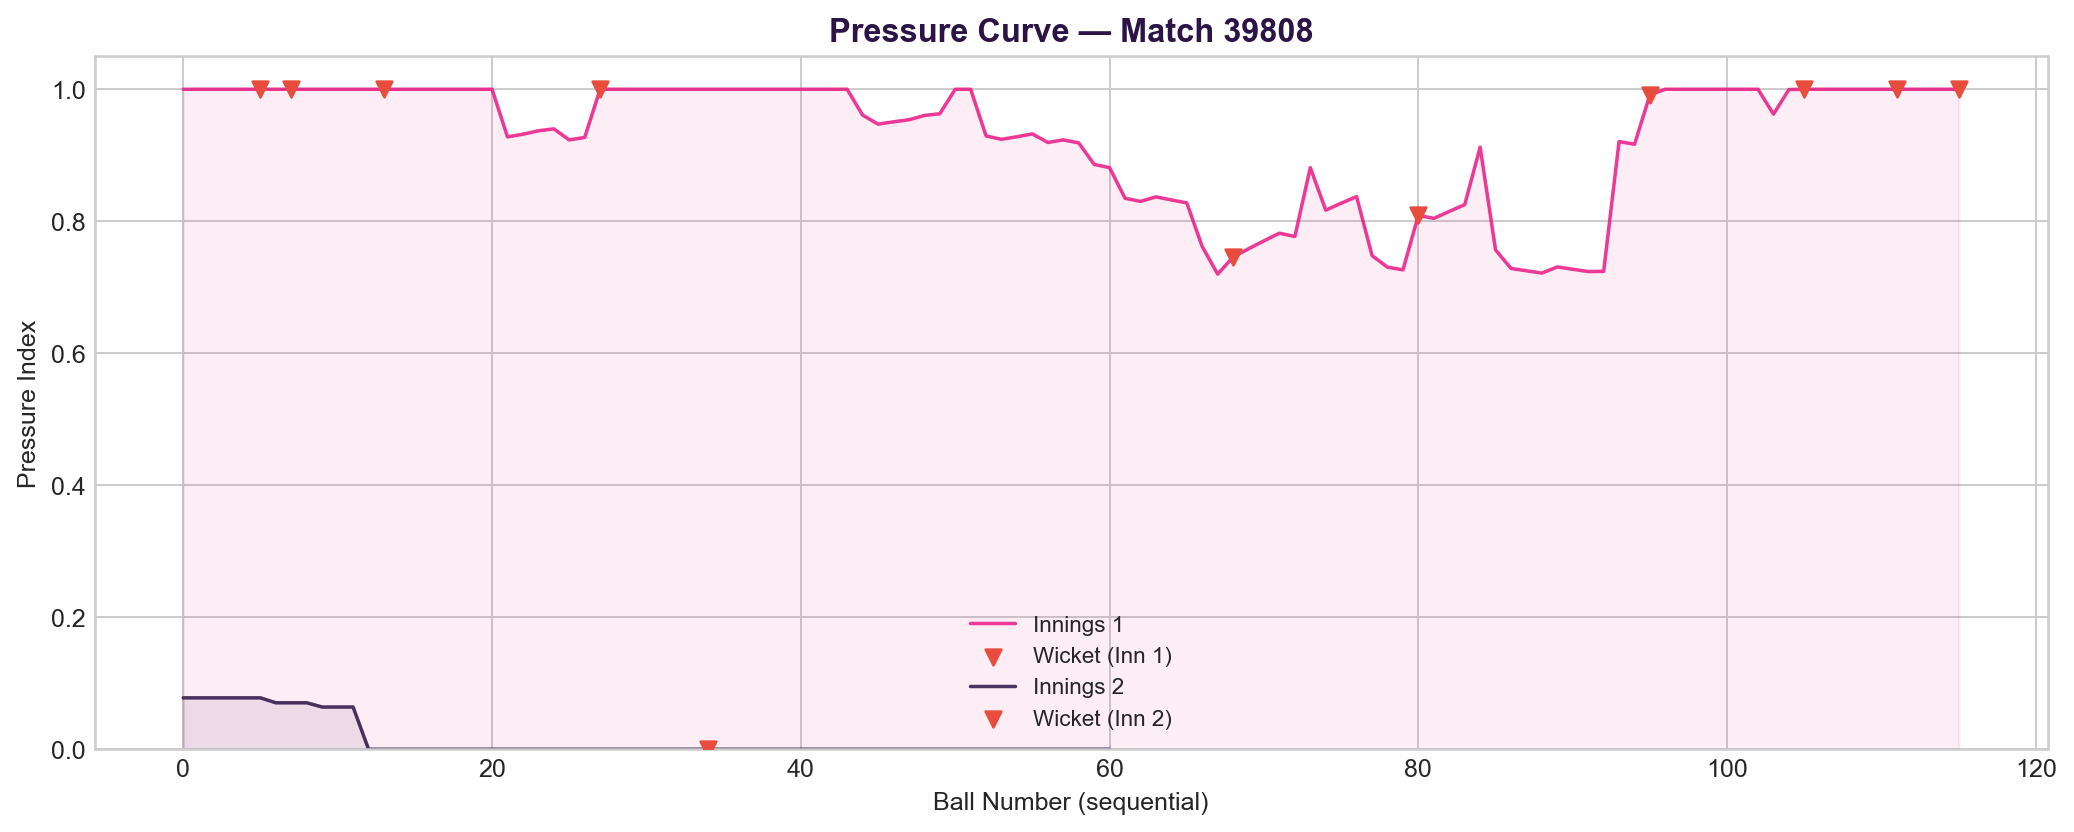 Pressure Curve — Match 39808
Pressure Index
1.0
0.8
0.6
0.4
0.2
0.0
Innings 1
Wicket (Inn 1)
Innings 2
Wicket (Inn 2)
0 20 40 60 80 100 120
Ball Number (sequential)